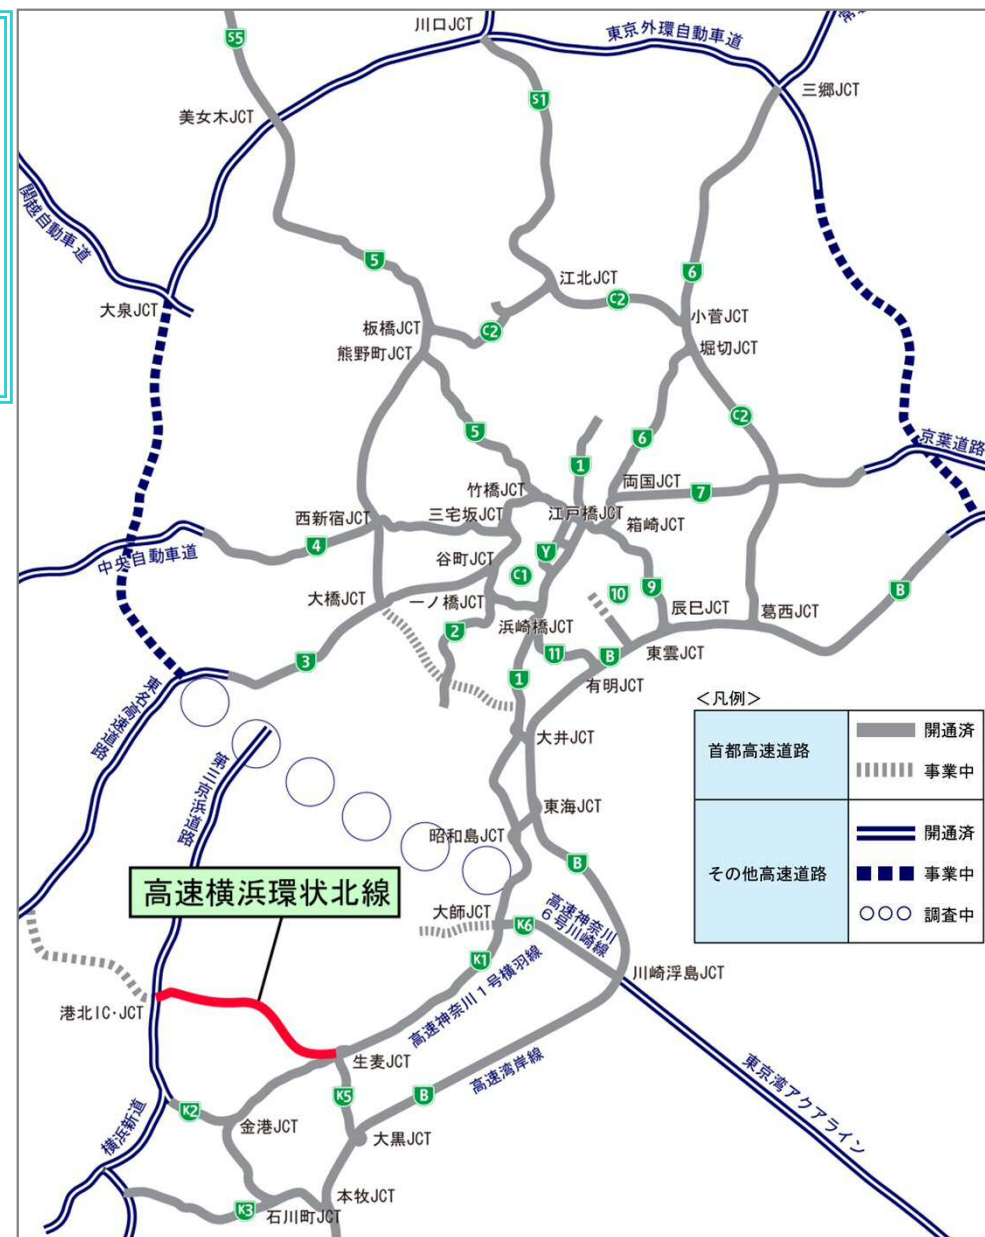 川口JCT
東京外環自動車道
常
S5
三郷JCT
S1
美女木JCT
関越自動車道
5
江北JCT
6
C2
大泉JCT
小菅JCT
板橋JCT
C2
熊野町JCT
堀切JCT
C2
5
6
京葉道路
1
両国JCT
竹橋JCT
7
西新宿JCT
三宅坂JCT
江戸橋JCT
箱崎JCT
4
Y
中央自動車道
谷町JCT
C1
9
10
B
大橋JCT
一ノ橋JCT
辰巳JCT
葛西JCT
2
浜崎橋JCT
11
B
東雲JCT
3
1
有明JCT
東名高速道路
<凡例>
首都高速道路
開通済
事業中
その他高速道路
開通済
事業中
調査中
大井JCT
第三京浜道路
東海JCT
昭和島JCT
B
高速横浜環状北線
大師JCT
K6
高速神奈川
6号川崎線
K1
高速神奈川1号横羽線
川崎浮島JCT
港北IC・JCT
生麦JCT
高速湾岸線
K5
B
K2
東京湾アクアライン
金港JCT
横浜新道
大黒JCT
本牧JCT
K3
石川町JCT